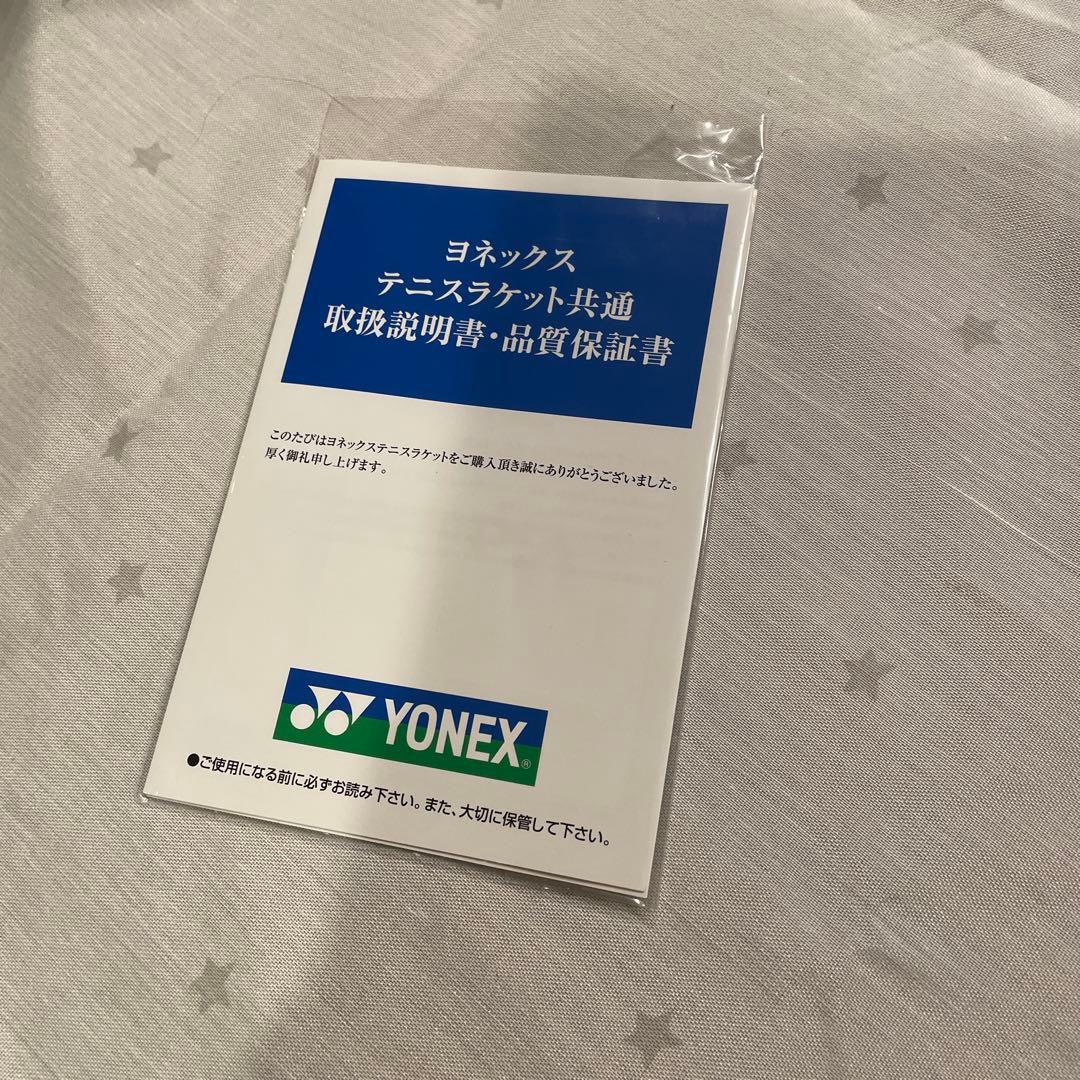 ヨネックス
テニスラケット共通
取扱説明書・品質保証書
このたびはヨネックステニスラケットをご購入頂き誠にありがとうございました。
厚く御礼申し上げます。
YONEX®
●ご使用になる前に必ずお読み下さい。また、大切に保管して下さい。